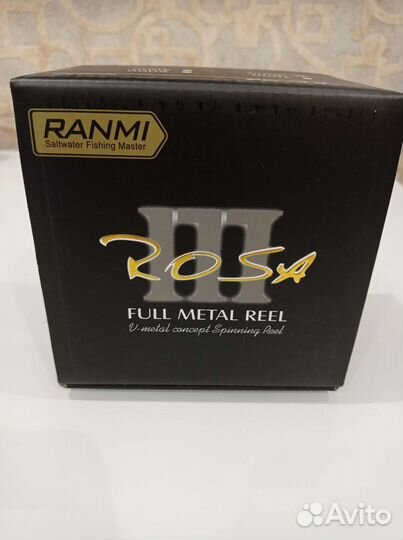 RANMI
Saltwater Fishing Master
III
ROSA
FULL METAL REEL
V-metal concept Spinning Reel
Avito